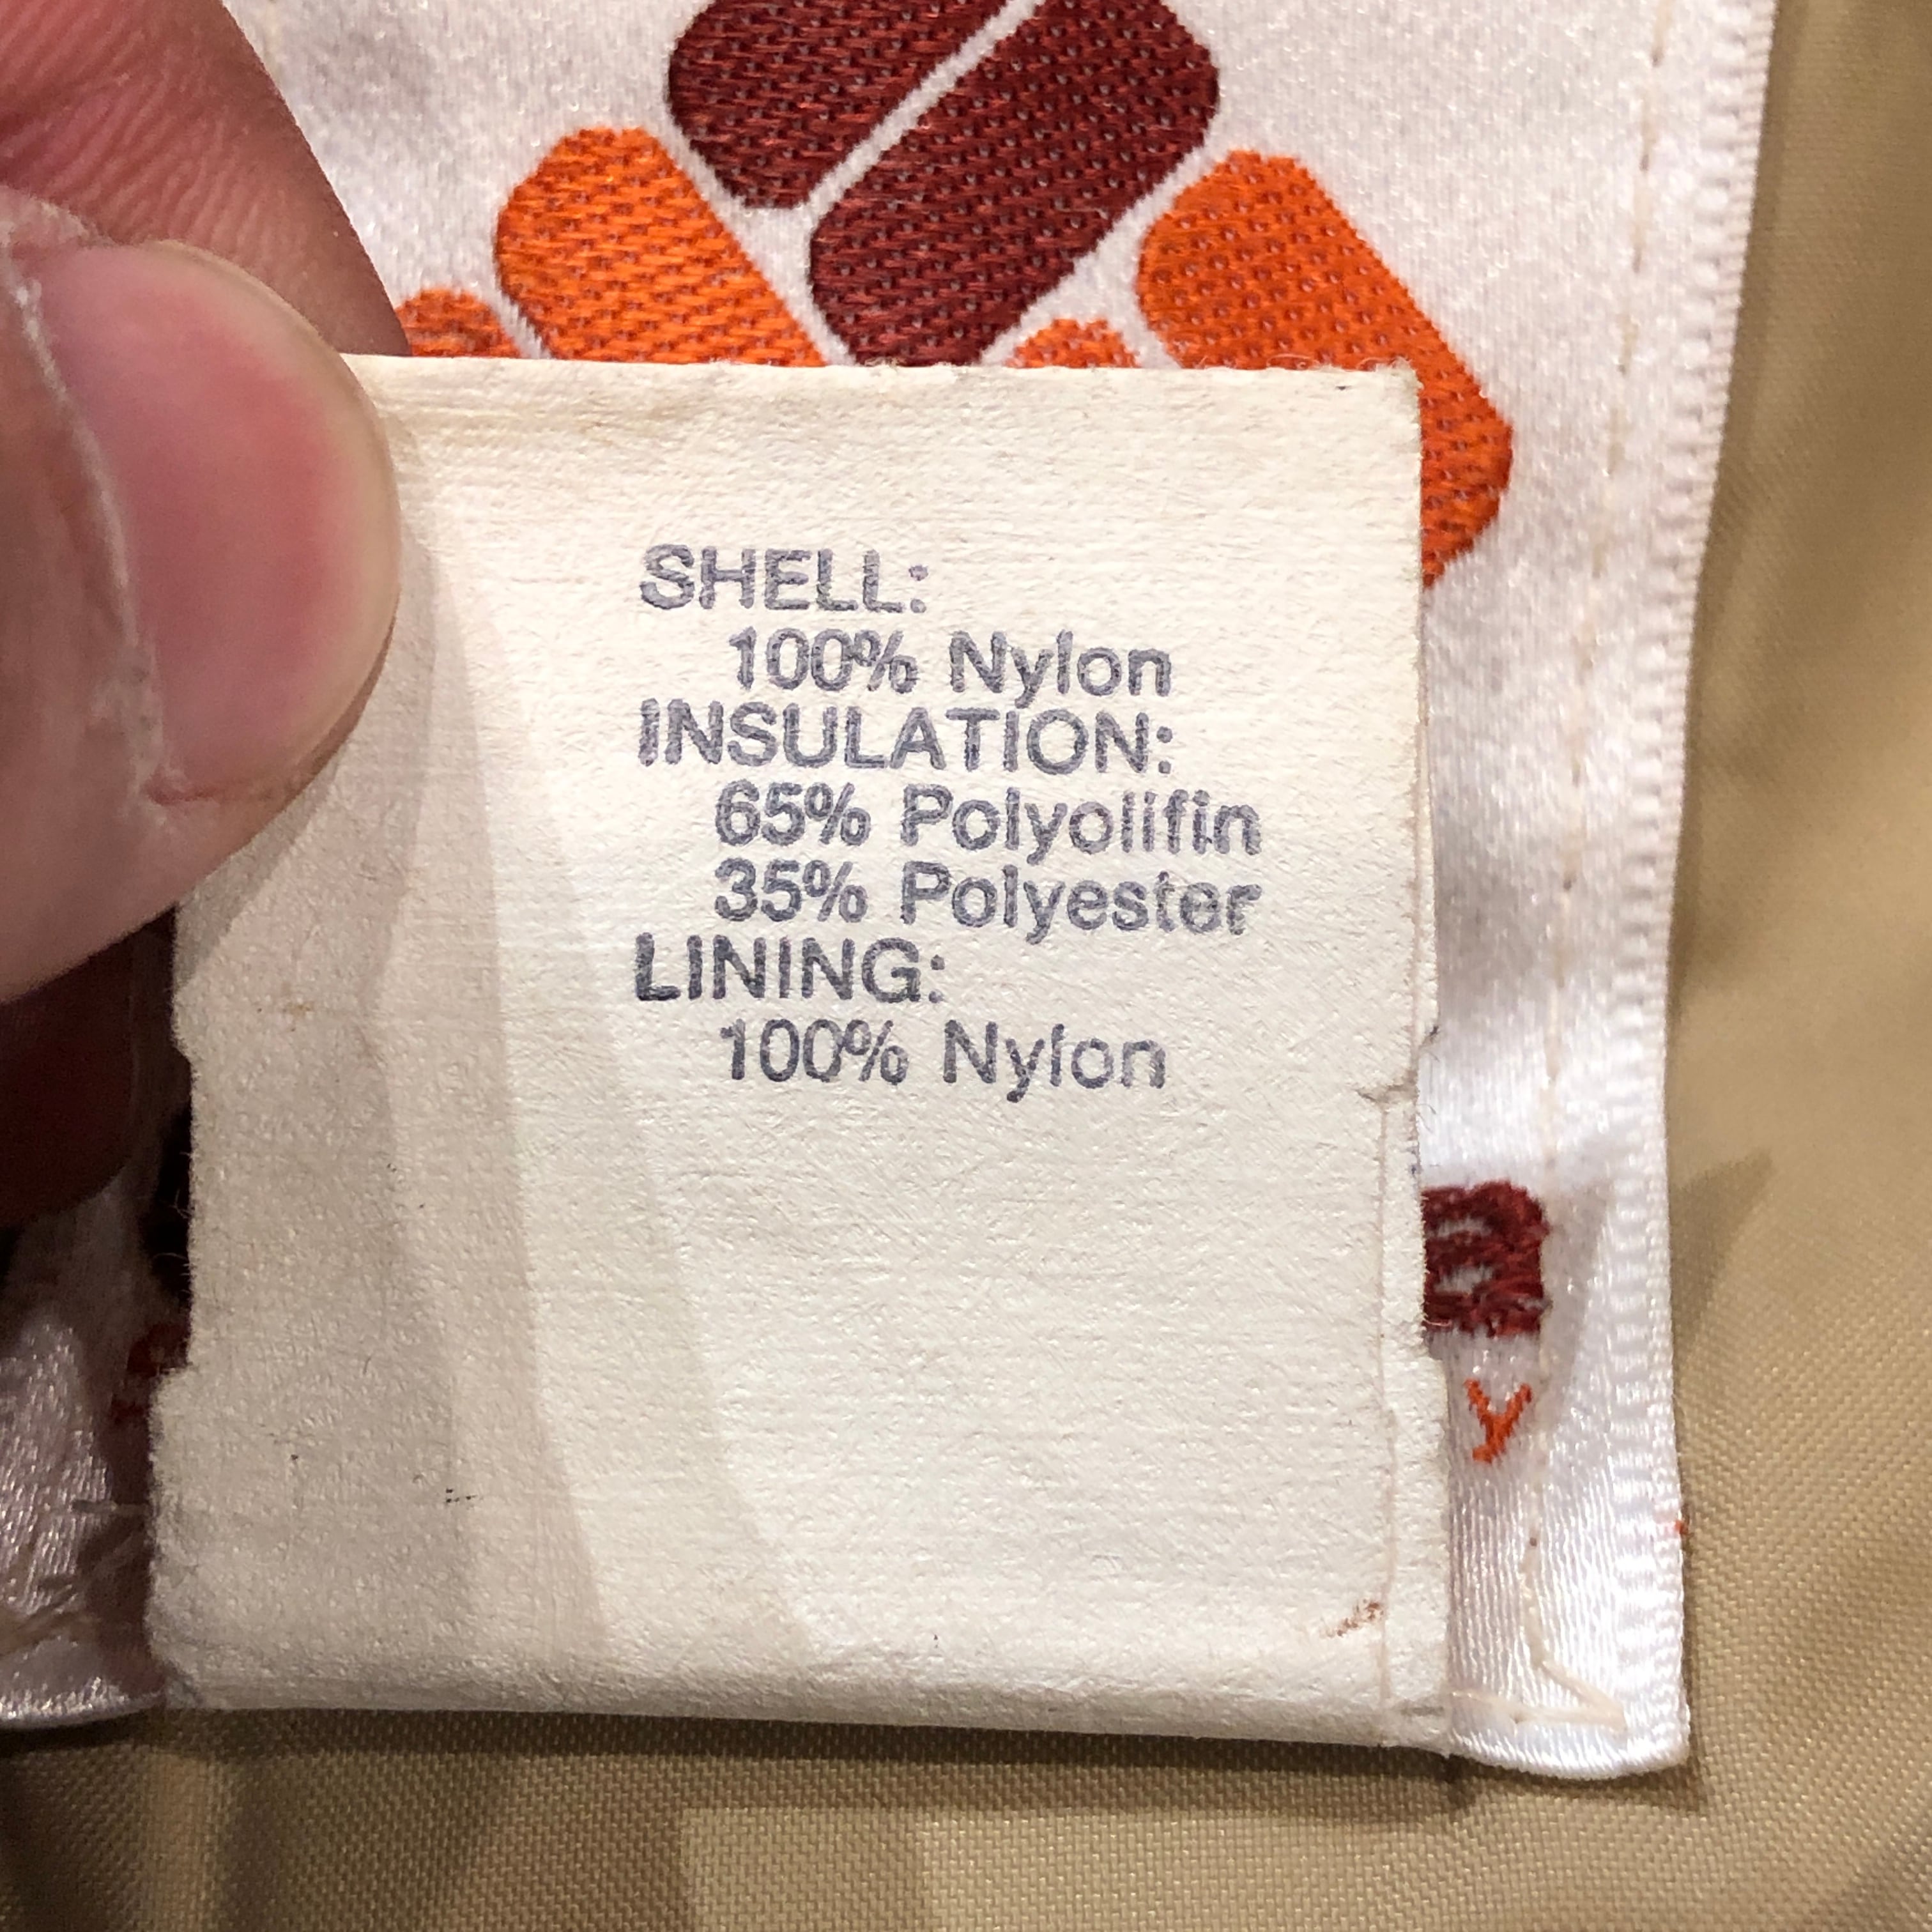 SHELL:
100% Nylon
INSULATION:
65% Polyolifin
35% Polyester
LINING:
100% Nylon
y